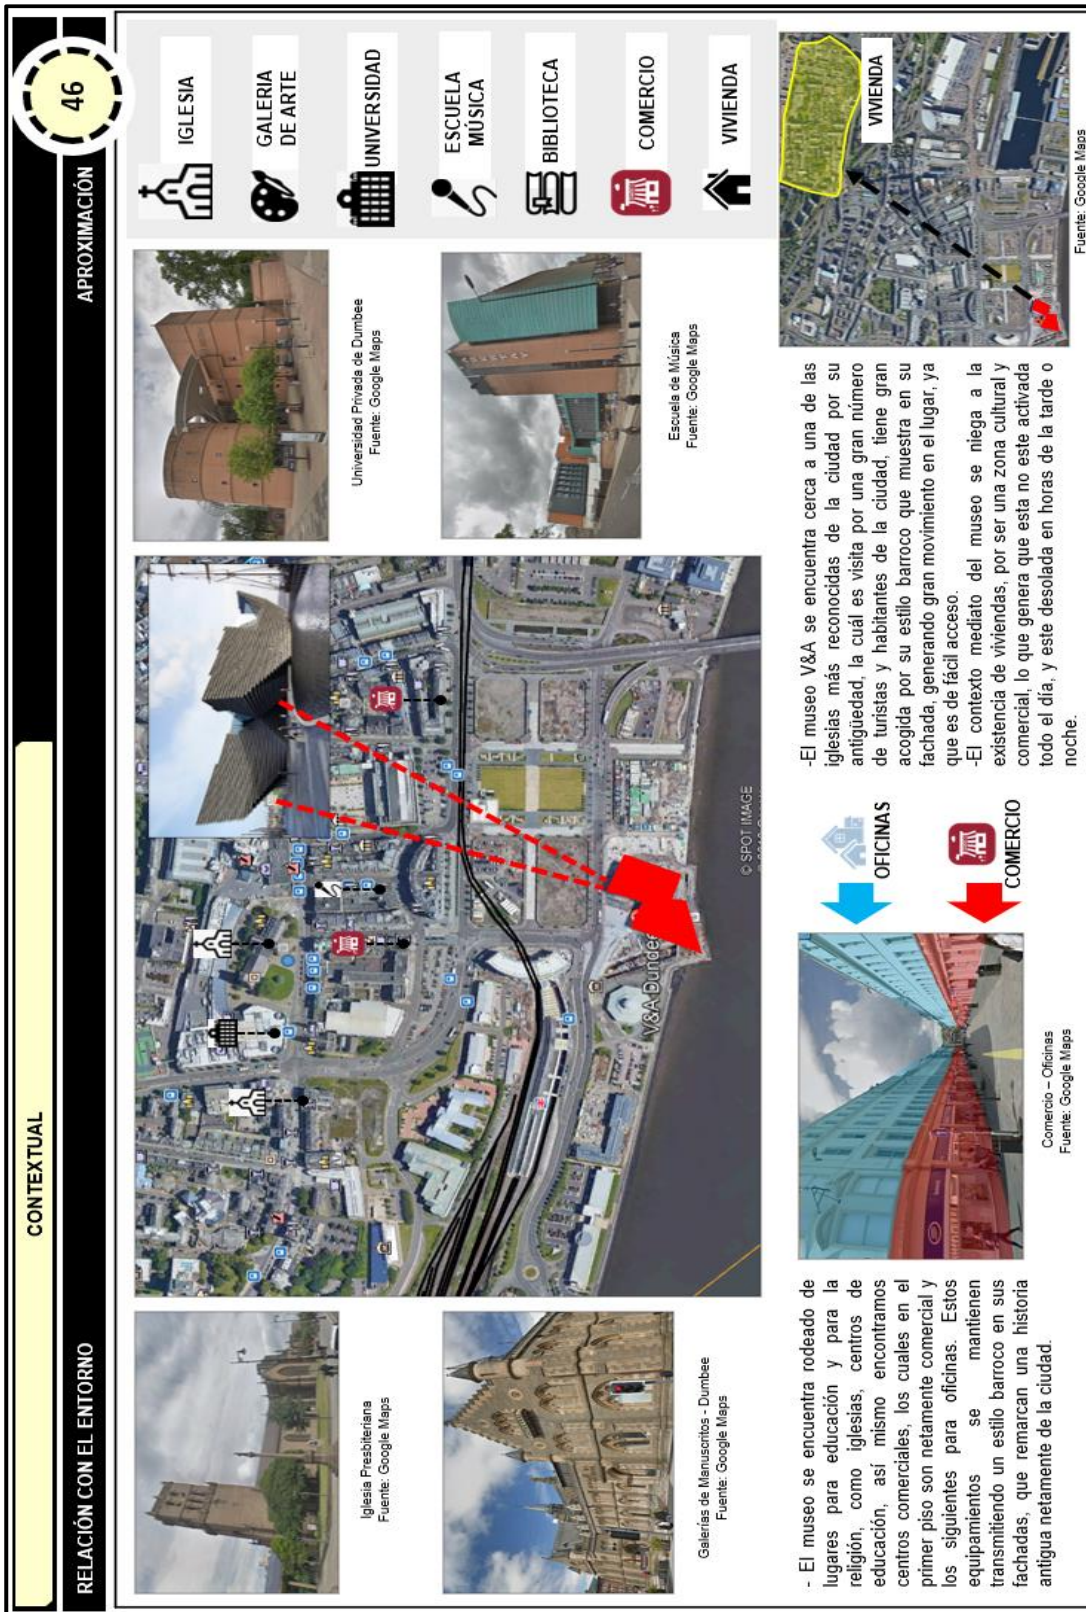 CONTEXTUAL
RELACIÓN CON EL ENTORNO
APROXIMACIÓN
46
Iglesia Presbiteriana
Fuente: Google Maps
Galerías de Manuscritos - Dumbee
Fuente: Google Maps
V&A Dundee
© SPOT IMAGE
Universidad Privada de Dumbee
Fuente: Google Maps
Escuela de Música
Fuente: Google Maps
IGLESIA
GALERIA
DE ARTE
UNIVERSIDAD
ESCUELA
MÚSICA
BIBLIOTECA
COMERCIO
VIVIENDA
- El museo se encuentra rodeado de
lugares para educación y para la
religión, como iglesias, centros de
educación, así mismo encontramos
centros comerciales, los cuales en el
primer piso son netamente comercial y
los siguientes para oficinas. Estos
equipamientos se mantienen
transmitiendo un estilo barroco en sus
fachadas, que remarcan una historia
antigua netamente de la ciudad.
Comercio – Oficinas
Fuente: Google Maps
OFICINAS
COMERCIO
-El museo V&A se encuentra cerca a una de las
iglesias más reconocidas de la ciudad por su
antigüedad, la cual es visita por una gran número
de turistas y habitantes de la ciudad, tiene gran
acogida por su estilo barroco que muestra en su
fachada, generando gran movimiento en el lugar, ya
que es de fácil acceso.
-El contexto mediato del museo se niega a la
existencia de viviendas, por ser una zona cultural y
comercial, lo que genera que esta no este activada
todo el día, y este desolada en horas de la tarde o
noche.
VIVIENDA
Fuente: Google Maps